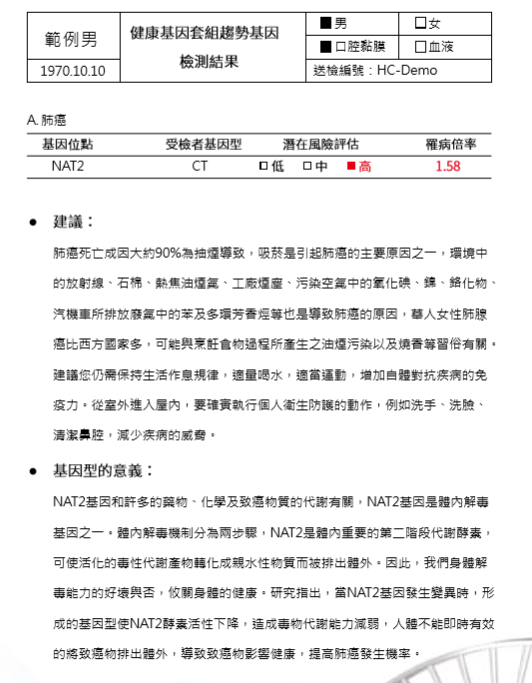 範例男
1970.10.10
健康基因套組趨勢基因
檢測結果
■男 □女
■口腔黏膜 □血液
送檢編號：HC-Demo
A. 肺癌
基因位點 受檢者基因型 潛在風險評估 罹病倍率
NAT2 CT □低 □中 ■高 1.58
● 建議：
肺癌死亡成因大約90%為抽煙導致，吸菸是引起肺癌的主要原因之一，環境中
的放射線、石棉、熱焦油煙氣、工廠煙塵、污染空氣中的氧化碘、鎳、鉻化物、
汽機車所排放廢氣中的苯及多環芳香烴等也是導致肺癌的原因，華人女性肺腺
癌比西方國家多，可能與烹飪食物過程所產生之油煙污染以及燒香等習俗有關。
建議您仍需保持生活作息規律，適量喝水，適當運動，增加自體對抗疾病的免
疫力。從室外進入屋內，要確實執行個人衛生防護的動作，例如洗手、洗臉、
清潔鼻腔，減少疾病的威脅。
● 基因型的意義：
NAT2基因和許多的藥物、化學及致癌物質的代謝有關，NAT2基因是體內解毒
基因之一。體內解毒機制分為兩步驟，NAT2是體內重要的第二階段代謝酵素，
可使活化的毒性代謝產物轉化成親水性物質而被排出體外。因此，我們身體解
毒能力的好壞與否，攸關身體的健康。研究指出，當NAT2基因發生變異時，形
成的基因型使NAT2酵素活性下降，造成毒物代謝能力減弱，人體不能即時有效
的將致癌物排出體外，導致致癌物影響健康，提高肺癌發生機率。